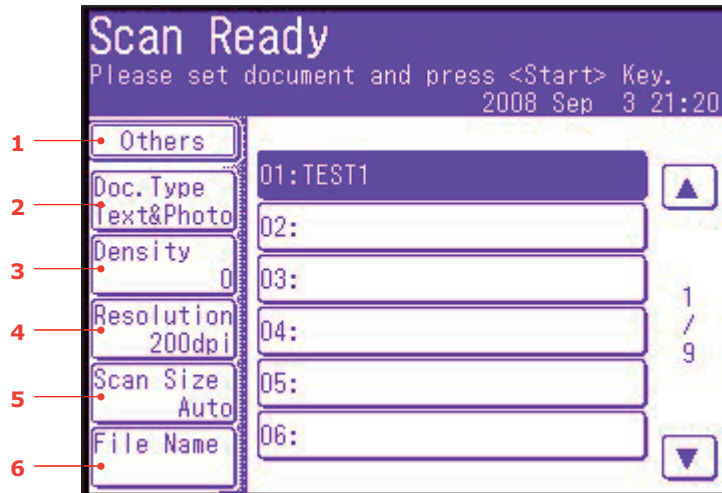 Scan Ready
Please set document and press <Start> Key.
2008 Sep 3 21:20
1
Others
2
Doc.Type
Text&Photo
3
Density
0
4
Resolution
200dpi
5
Scan Size
Auto
6
File Name
01:TEST1
02:
03:
04:
05:
06:
▲
1
/
9
▼